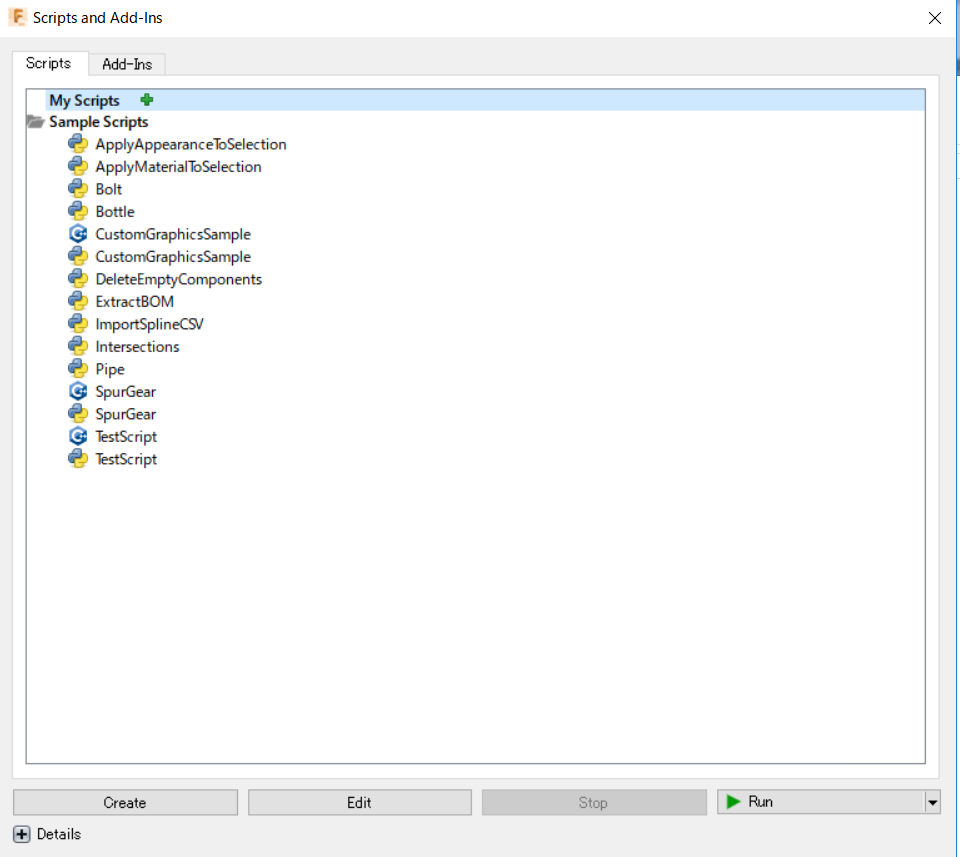 Scripts and Add-Ins
Scripts Add-Ins
My Scripts
Sample Scripts
ApplyAppearanceToSelection
ApplyMaterialToSelection
Bolt
Bottle
CustomGraphicsSample
CustomGraphicsSample
DeleteEmptyComponents
ExtractBOM
ImportSplineCSV
Intersections
Pipe
SpurGear
SpurGear
TestScript
TestScript
Create Edit Stop Run
Details